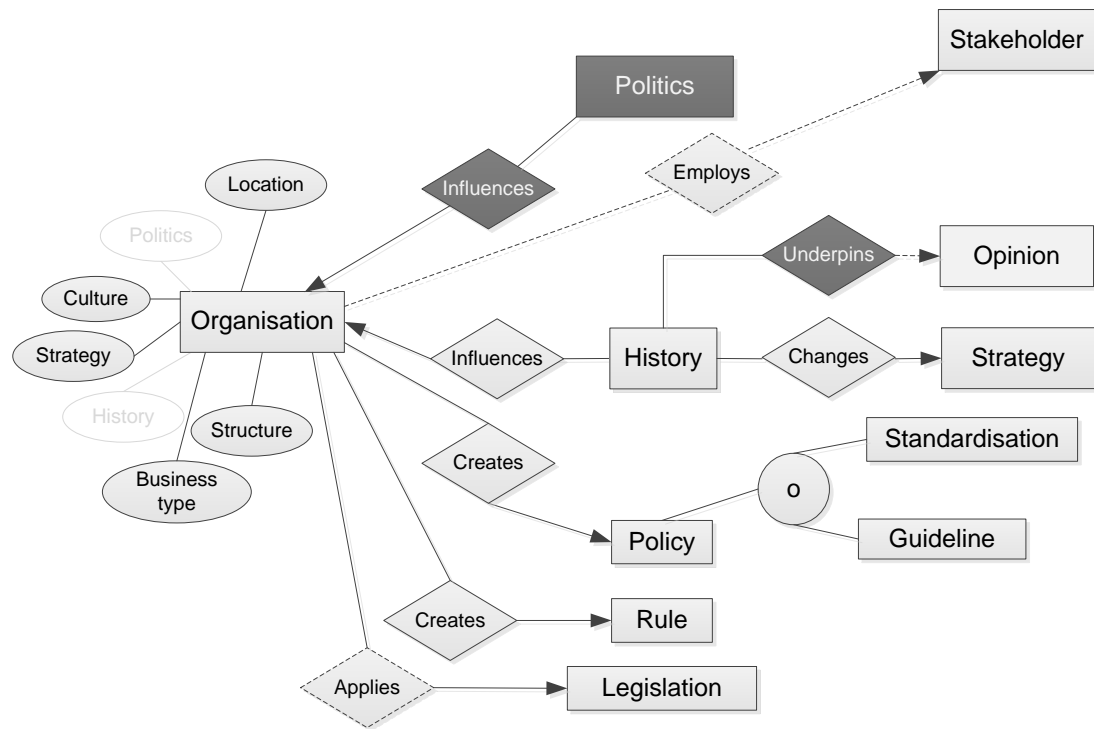 Stakeholder
Politics
Employs
Influences
Location
Politics
Underpins
Opinion
Culture
Organisation
Strategy
Influences
History
Changes
Strategy
History
Structure
Standardisation
Creates
Business
type
o
Policy
Guideline
Creates
Rule
Applies
Legislation